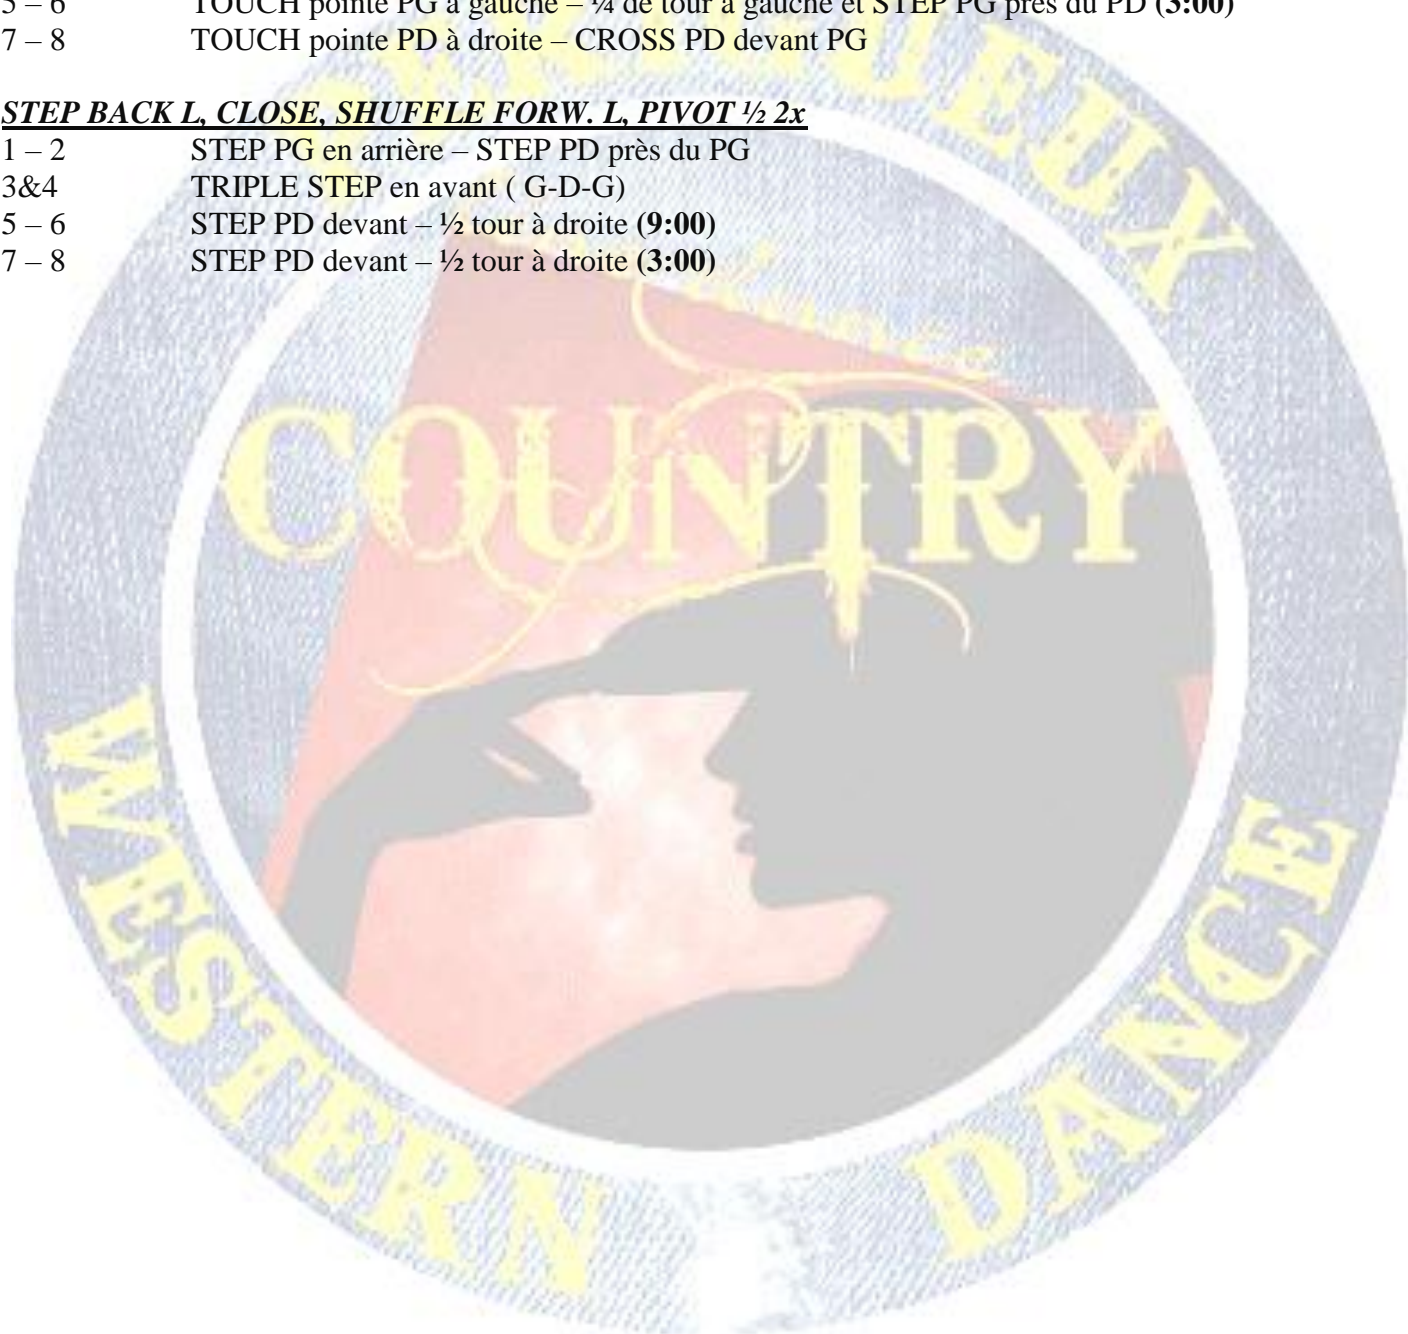 5 – 6 TOUCH pointe PG à gauche – ¼ de tour à gauche et STEP PG près du PD (3:00)
7 – 8 TOUCH pointe PD à droite – CROSS PD devant PG
STEP BACK L, CLOSE, SHUFFLE FORW. L, PIVOT ½ 2x
1 – 2 STEP PG en arrière – STEP PD près du PG
3&4 TRIPLE STEP en avant ( G-D-G)
5 – 6 STEP PD devant – ½ tour à droite (9:00)
7 – 8 STEP PD devant – ½ tour à droite (3:00)
COUNTRY
WESTERN DANCE